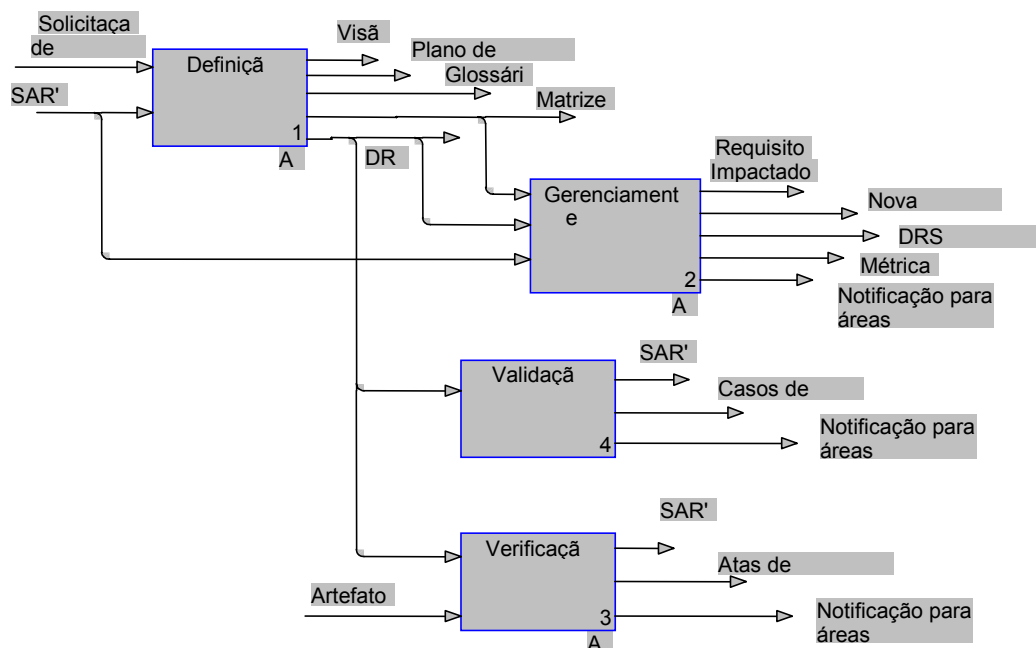 Solicitaça
de
SAR'
Definiçã
1
A
Visã
Plano de
Glossári
Matrize
DR
Gerenciament
e
2
A
Requisito
Impactado
Nova
DRS
Métrica
Notificação para
áreas
Validaçã
4
SAR'
Casos de
Notificação para
áreas
Artefato
Verificaçã
3
A
SAR'
Atas de
Notificação para
áreas